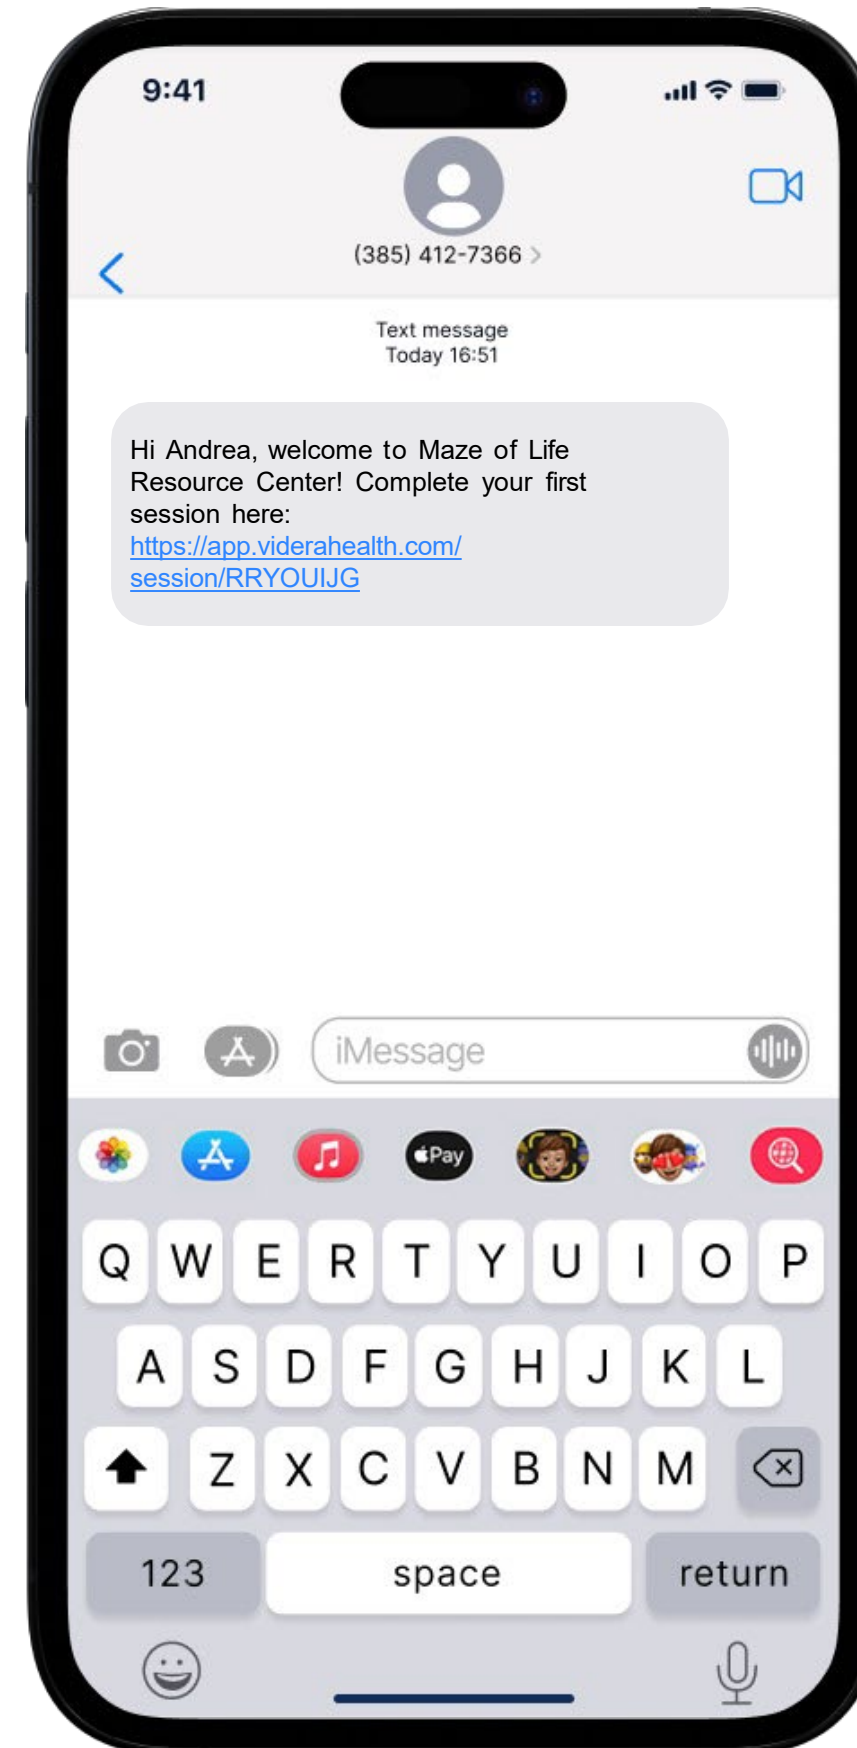 9:41
(385) 412-7366
Text message
Today 16:51
Hi Andrea, welcome to Maze of Life
Resource Center! Complete your first
session here:
https://app.viderahealth.com/
session/RRYOUIJG
iMessage
Pay
Q W E R T Y U I O P
A S D F G H J K L
Z X C V B N M
123 space return